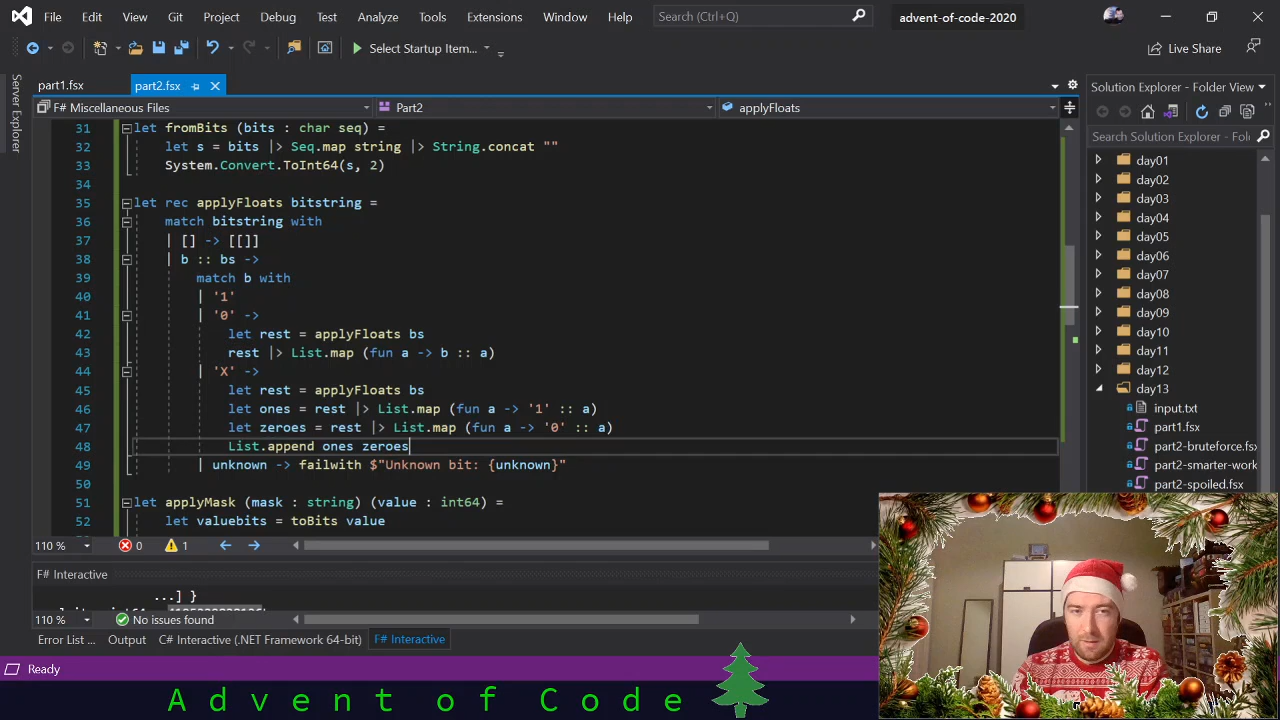 File Edit View Git Project Debug Test Analyze Tools Extensions Window Help Search (Ctrl+Q) advent-of-code-2020
Select Startup Item... Live Share
Server Explorer
part1.fsx part2.fsx
F# Miscellaneous Files Part2 applyFloats
31 let fromBits (bits : char seq) =
32 let s = bits |> Seq.map string |> String.concat ""
33 System.Convert.ToInt64(s, 2)
34
35 let rec applyFloats bitstring =
36 match bitstring with
37 | [] -> [[]]
38 | b :: bs ->
39 match b with
40 | '1'
41 | '0' ->
42 let rest = applyFloats bs
43 rest |> List.map (fun a -> b :: a)
44 | 'X' ->
45 let rest = applyFloats bs
46 let ones = rest |> List.map (fun a -> '1' :: a)
47 let zeroes = rest |> List.map (fun a -> '0' :: a)
48 List.append ones zeroes
49 | unknown -> failwith $"Unknown bit: {unknown}"
50
51 let applyMask (mask : string) (value : int64) =
52 let valuebits = toBits value
110 % 0 1
F# Interactive
...] }
110 % No issues found
Error List ... Output C# Interactive (.NET Framework 64-bit) F# Interactive
Ready
Solution Explorer - Folder View
Search Solution Explorer - Fol
day01
day02
day03
day04
day05
day06
day07
day08
day09
day10
day11
day12
day13
input.txt
part1.fsx
part2-bruteforce.fsx
part2-smarter-work
part2-spoiled.fsx
Advent of Code